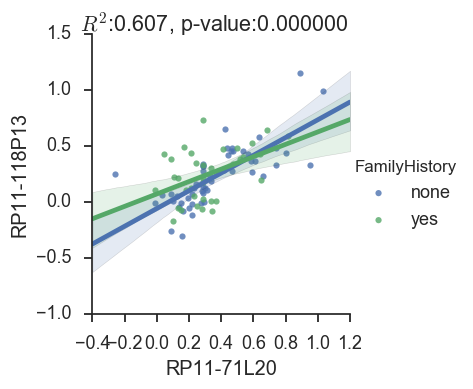 R²:0.607, p-value:0.000000
1.5
1.0
0.5
0.0
−0.5
−1.0
RP11-118P13
−0.4 −0.2 0.0 0.2 0.4 0.6 0.8 1.0 1.2
RP11-71L20
FamilyHistory
none
yes